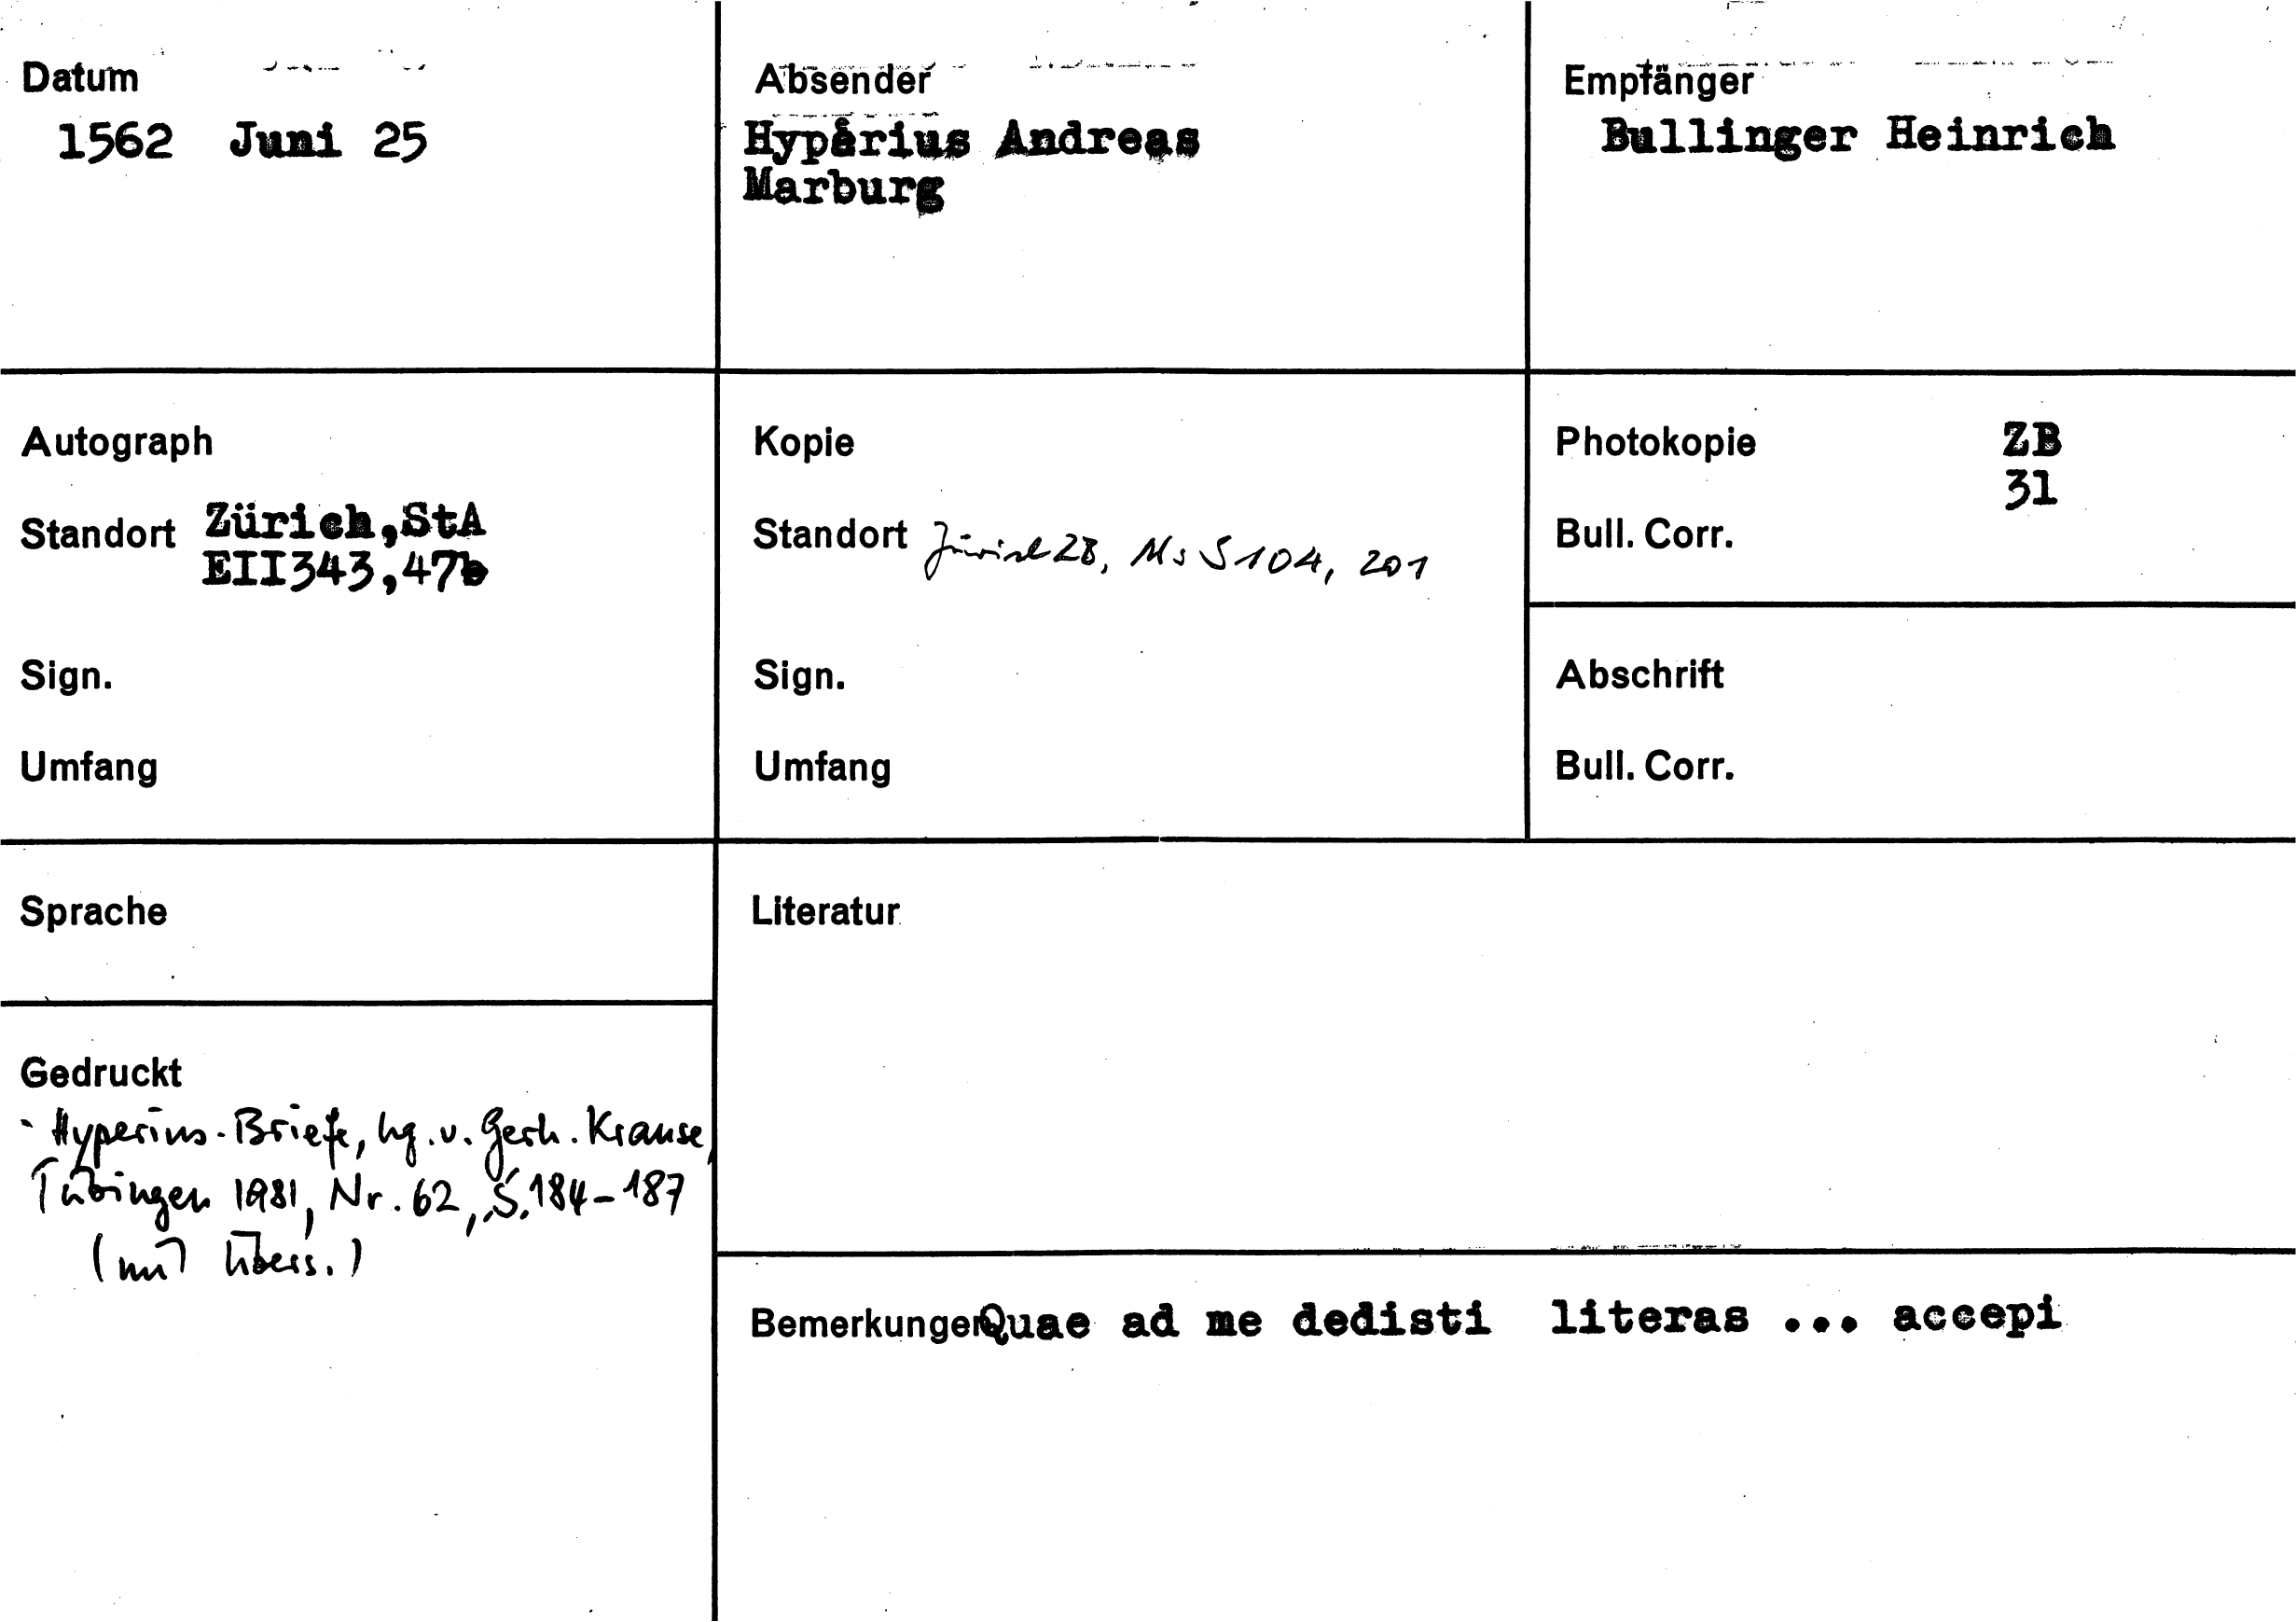 Datum
1562 Juni 25
Absender
Hypèrius Andreas
Marburg
Empfänger
Bullinger Heinrich
Autograph
Standort Zürich,StA
EII343,47b
Sign.
Umfang
Kopie
Standort Zürich ZB, Ms S 104, 201
Sign.
Umfang
Photokopie ZB
31
Bull. Corr.
Abschrift
Bull. Corr.
Sprache
Literatur
Gedruckt
- Hyperius-Briefe, hg. v. Gerh. Krause,
Tübingen 1981, Nr. 62, S. 184-187
(mit Übers.)
Bemerkungen Quae ad me dedisti literas ... accepi